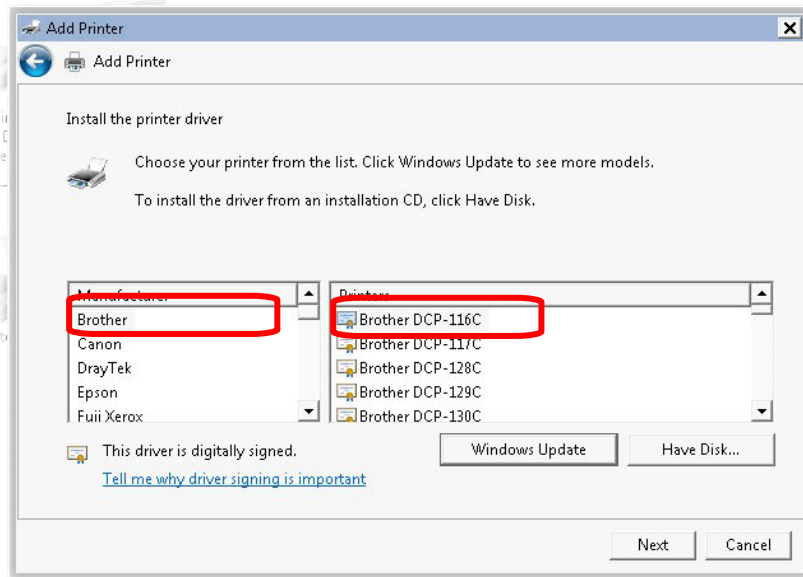 Add Printer
Add Printer
Install the printer driver
Choose your printer from the list. Click Windows Update to see more models.
To install the driver from an installation CD, click Have Disk.
Manufacturer
Brother
Canon
DrayTek
Epson
Fuji Xerox
Printers
Brother DCP-116C
Brother DCP-117C
Brother DCP-128C
Brother DCP-129C
Brother DCP-130C
This driver is digitally signed.
Tell me why driver signing is important
Windows Update
Have Disk...
Next
Cancel